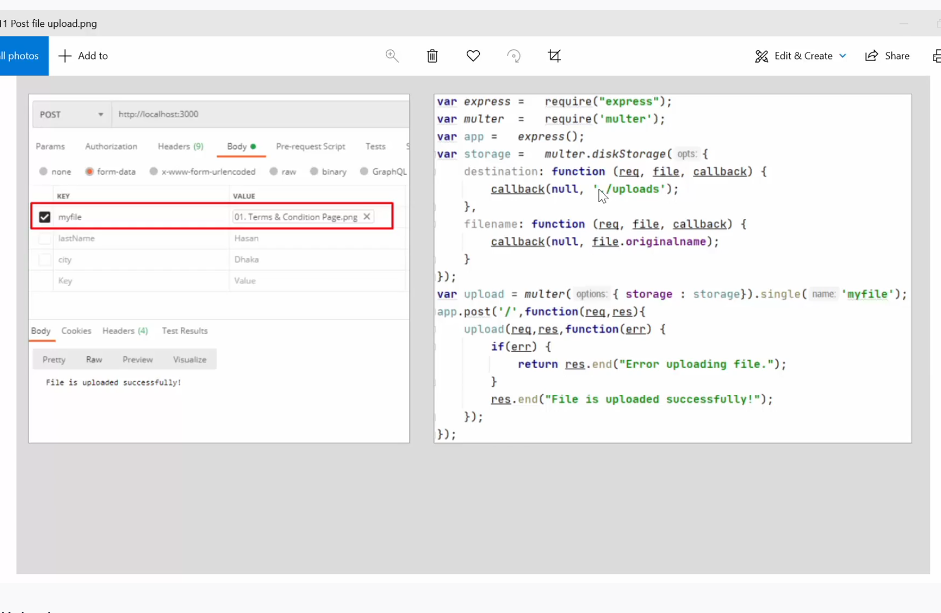 11 Post file upload.png
ll photos
Add to
Edit & Create
Share
POST
http://localhost:3000
Params Authorization Headers (9) Body Pre-request Script Tests
none form-data x-www-form-urlencoded raw binary GraphQL
KEY VALUE
myfile 01. Terms & Condition Page.png
lastName Hasan
city Dhaka
Key Value
Body Cookies Headers (4) Test Results
Pretty Raw Preview Visualize
File is uploaded successfully!
var express = require("express");
var multer = require('multer');
var app = express();
var storage = multer.diskStorage( opts: {
destination: function (req, file, callback) {
callback(null, './uploads');
},
filename: function (req, file, callback) {
callback(null, file.originalname);
}
});
var upload = multer( options: { storage : storage}).single( name: 'myfile');
app.post('/',function(req,res){
upload(req,res,function(err) {
if(err) {
return res.end("Error uploading file.");
}
res.end("File is uploaded successfully!");
});
});